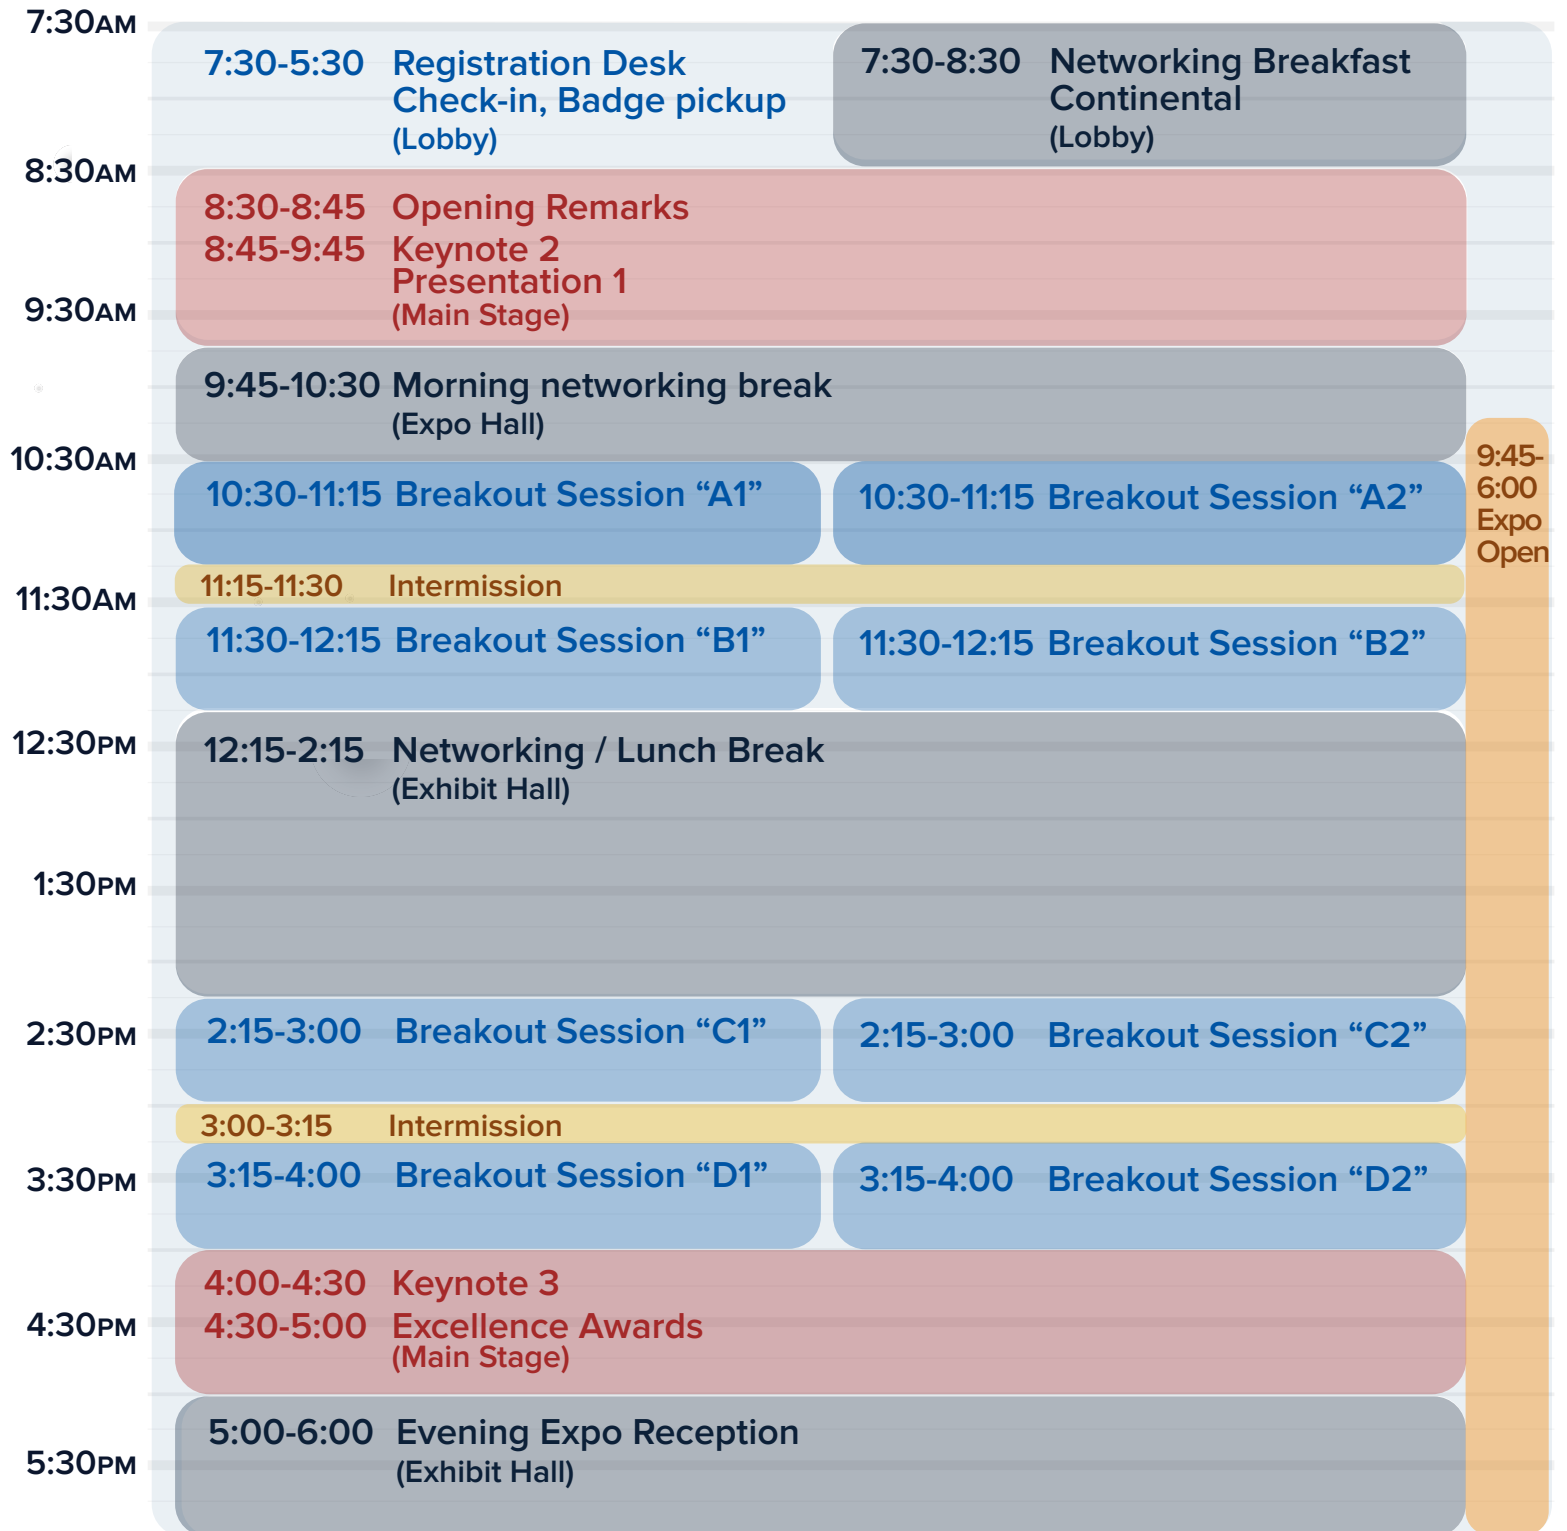 7:30AM
7:30-5:30 Registration Desk
Check-in, Badge pickup
(Lobby)
7:30-8:30 Networking Breakfast
Continental
(Lobby)
8:30AM
8:30-8:45 Opening Remarks
8:45-9:45 Keynote 2
Presentation 1
(Main Stage)
9:30AM
9:45-10:30 Morning networking break
(Expo Hall)
10:30AM
9:45-
6:00
Expo
Open
10:30-11:15 Breakout Session “A1”
10:30-11:15 Breakout Session “A2”
11:15-11:30 Intermission
11:30AM
11:30-12:15 Breakout Session “B1”
11:30-12:15 Breakout Session “B2”
12:30PM
12:15-2:15 Networking / Lunch Break
(Exhibit Hall)
1:30PM
2:30PM
2:15-3:00 Breakout Session “C1”
2:15-3:00 Breakout Session “C2”
3:00-3:15 Intermission
3:30PM
3:15-4:00 Breakout Session “D1”
3:15-4:00 Breakout Session “D2”
4:00-4:30 Keynote 3
4:30PM
4:30-5:00 Excellence Awards
(Main Stage)
5:00-6:00 Evening Expo Reception
(Exhibit Hall)
5:30PM